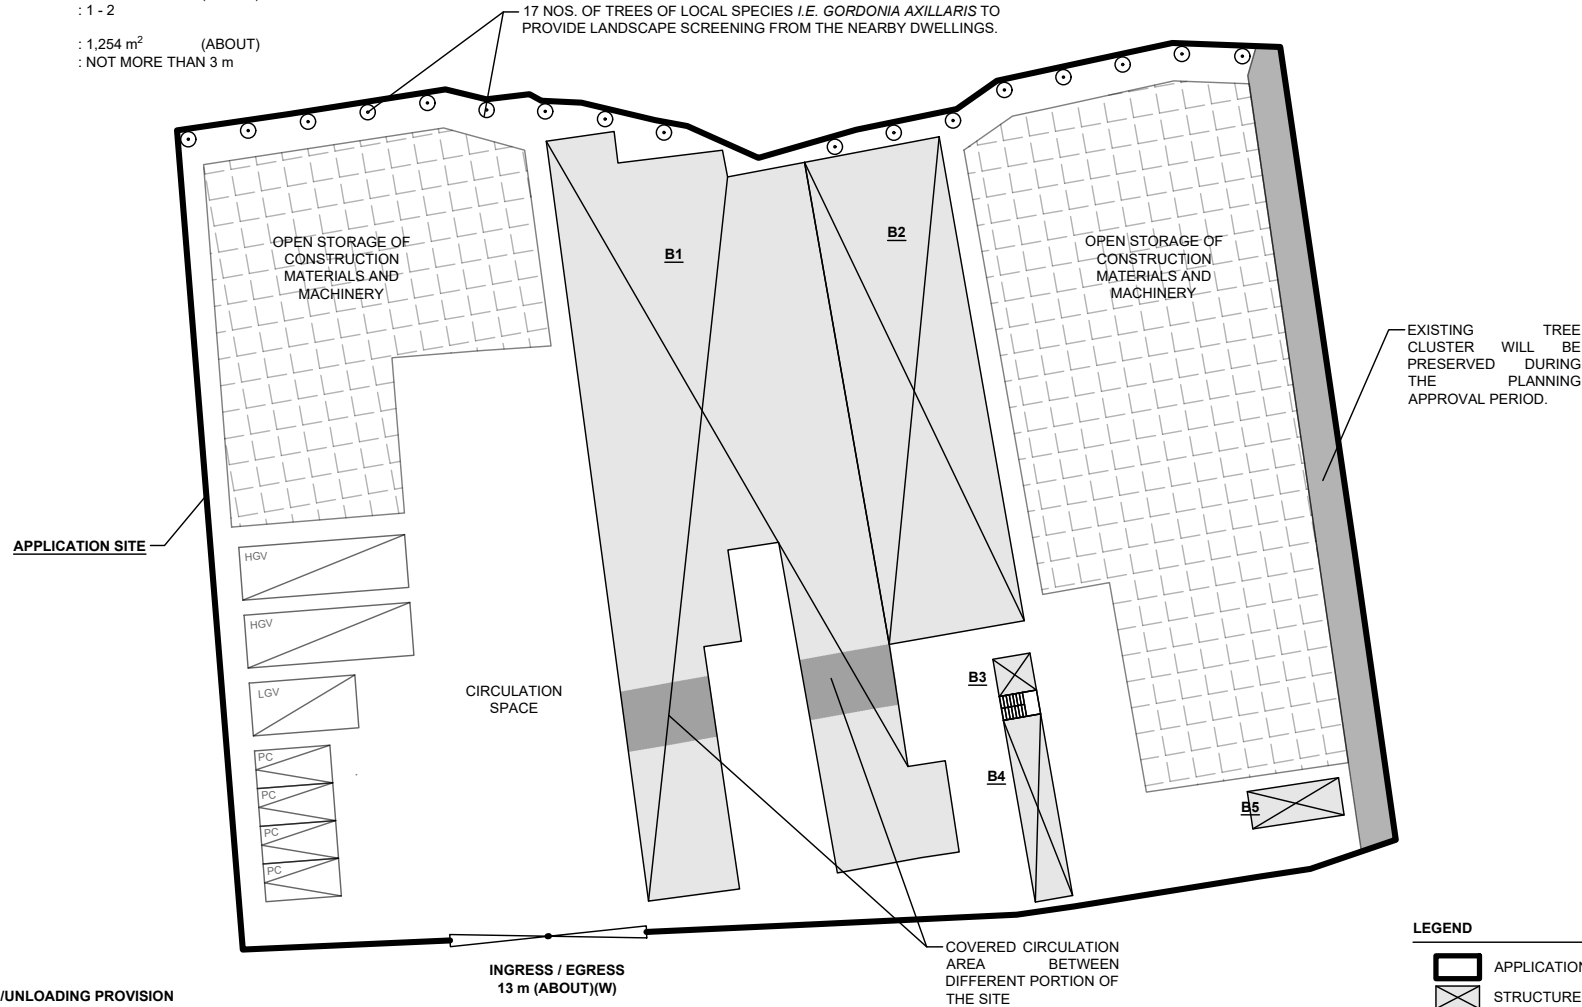 : 1 - 2
: 1,254 m² (ABOUT)
: NOT MORE THAN 3 m
17 NOS. OF TREES OF LOCAL SPECIES I.E. GORDONIA AXILLARIS TO
PROVIDE LANDSCAPE SCREENING FROM THE NEARBY DWELLINGS.
OPEN STORAGE OF
CONSTRUCTION
MATERIALS AND
MACHINERY
B1
B2
OPEN STORAGE OF
CONSTRUCTION
MATERIALS AND
MACHINERY
EXISTING TREE
CLUSTER WILL BE
PRESERVED DURING
THE PLANNING
APPROVAL PERIOD.
APPLICATION SITE
HGV
HGV
LGV
PC
PC
PC
PC
CIRCULATION
SPACE
B3
B4
B5
COVERED CIRCULATION
AREA BETWEEN
DIFFERENT PORTION OF
THE SITE
INGRESS / EGRESS
13 m (ABOUT)(W)
/UNLOADING PROVISION
LEGEND
APPLICATION
STRUCTURE